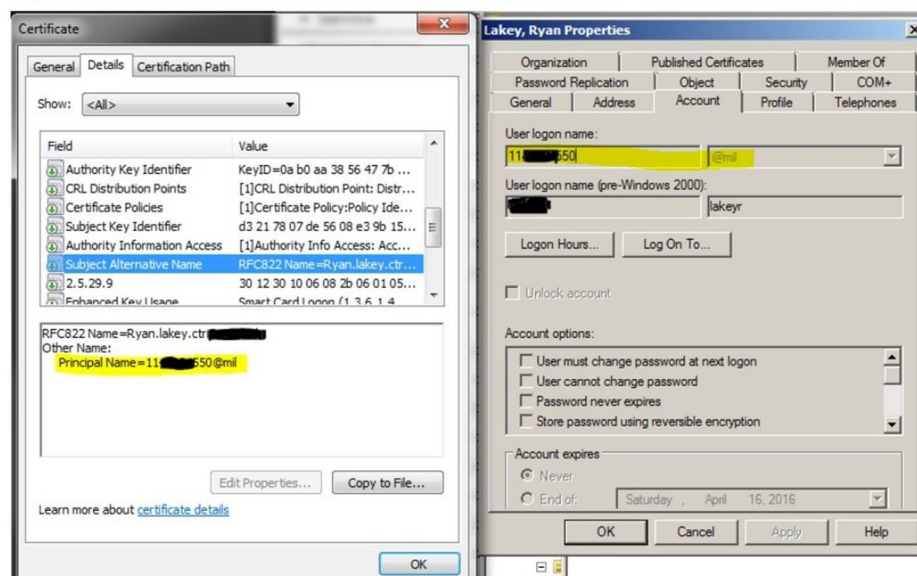 Certificate
General Details Certification Path
Show: <All>
Field Value
Authority Key Identifier KeyID=0a b0 aa 38 56 47 7b ...
CRL Distribution Points [1]CRL Distribution Point: Distr...
Certificate Policies [1]Certificate Policy:Policy Ide...
Subject Key Identifier d3 21 78 07 de 56 08 e3 9b 15...
Authority Information Access [1]Authority Info Access: Acc...
Subject Alternative Name RFC822 Name=Ryan.lakey.ctr...
2.5.29.9 30 12 30 10 06 08 2b 06 01 05...
Enhanced Key Usage Smart Card Logon (1.3.6.1.4
RFC822 Name=Ryan.lakey.ctr
Other Name:
Principal Name=11 550@mil
Edit Properties... Copy to File...
Learn more about certificate details
OK
Lakey, Ryan Properties
Organization Published Certificates Member Of
Password Replication Object Security COM+
General Address Account Profile Telephones
User logon name:
11 550 @mil
User logon name (pre-Windows 2000):
lakeyr
Logon Hours... Log On To...
Unlock account
Account options:
User must change password at next logon
User cannot change password
Password never expires
Store password using reversible encryption
Account expires
Never
End of: Saturday , April 16, 2016
OK Cancel Apply Help